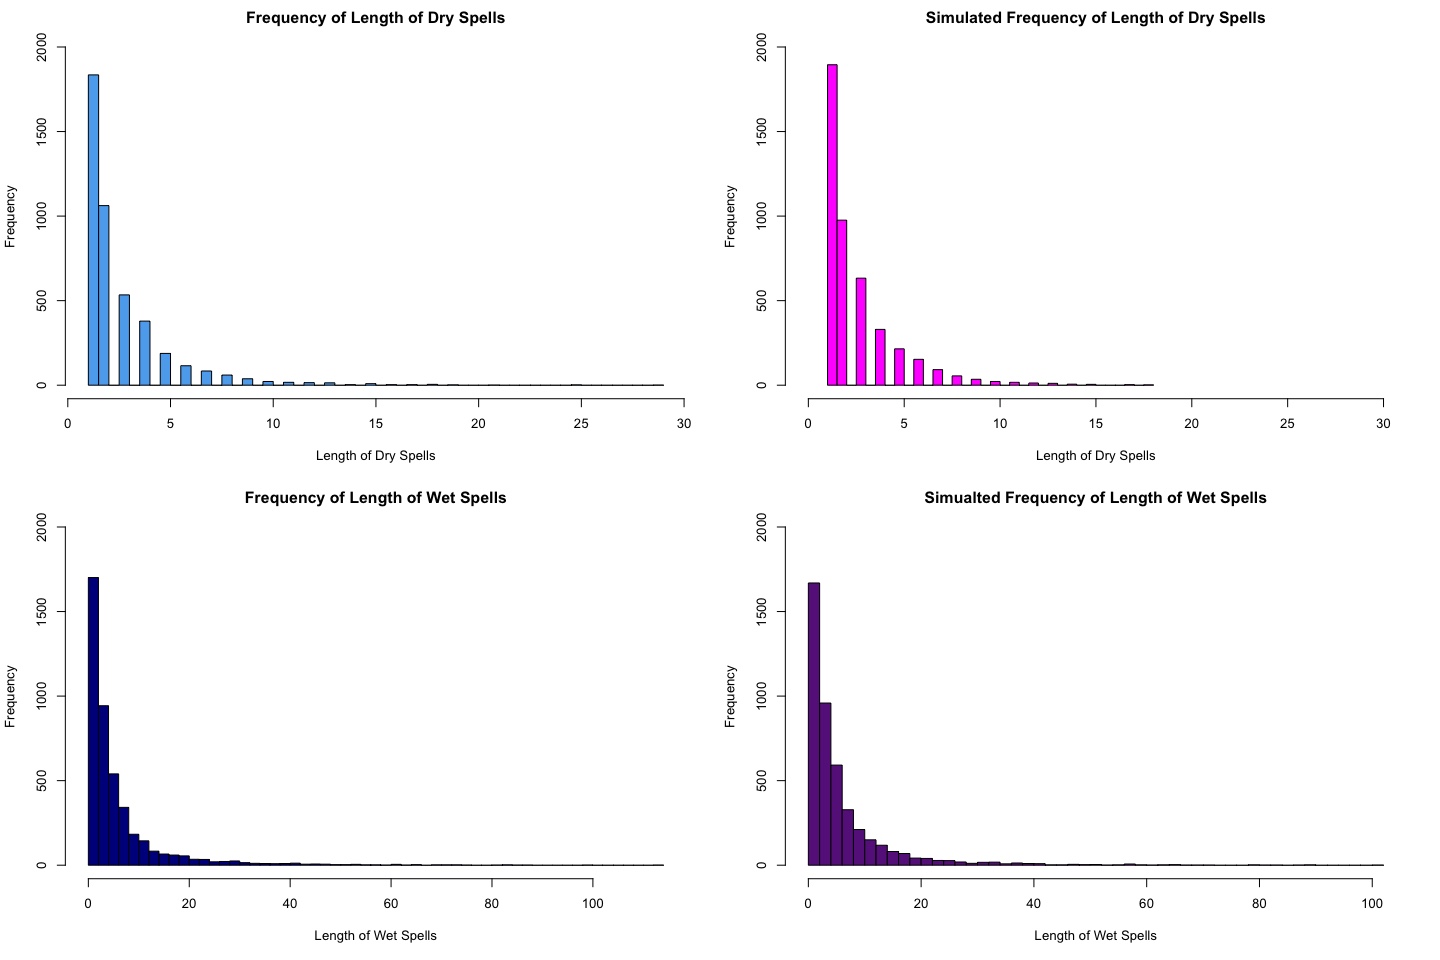 Frequency of Length of Dry Spells
2000
1500
1000
500
0
Frequency
0 5 10 15 20 25 30
Length of Dry Spells
Simulated Frequency of Length of Dry Spells
2000
1500
1000
500
0
Frequency
0 5 10 15 20 25 30
Length of Dry Spells
Frequency of Length of Wet Spells
2000
1500
1000
500
0
Frequency
0 20 40 60 80 100
Length of Wet Spells
Simualted Frequency of Length of Wet Spells
2000
1500
1000
500
0
Frequency
0 20 40 60 80 100
Length of Wet Spells